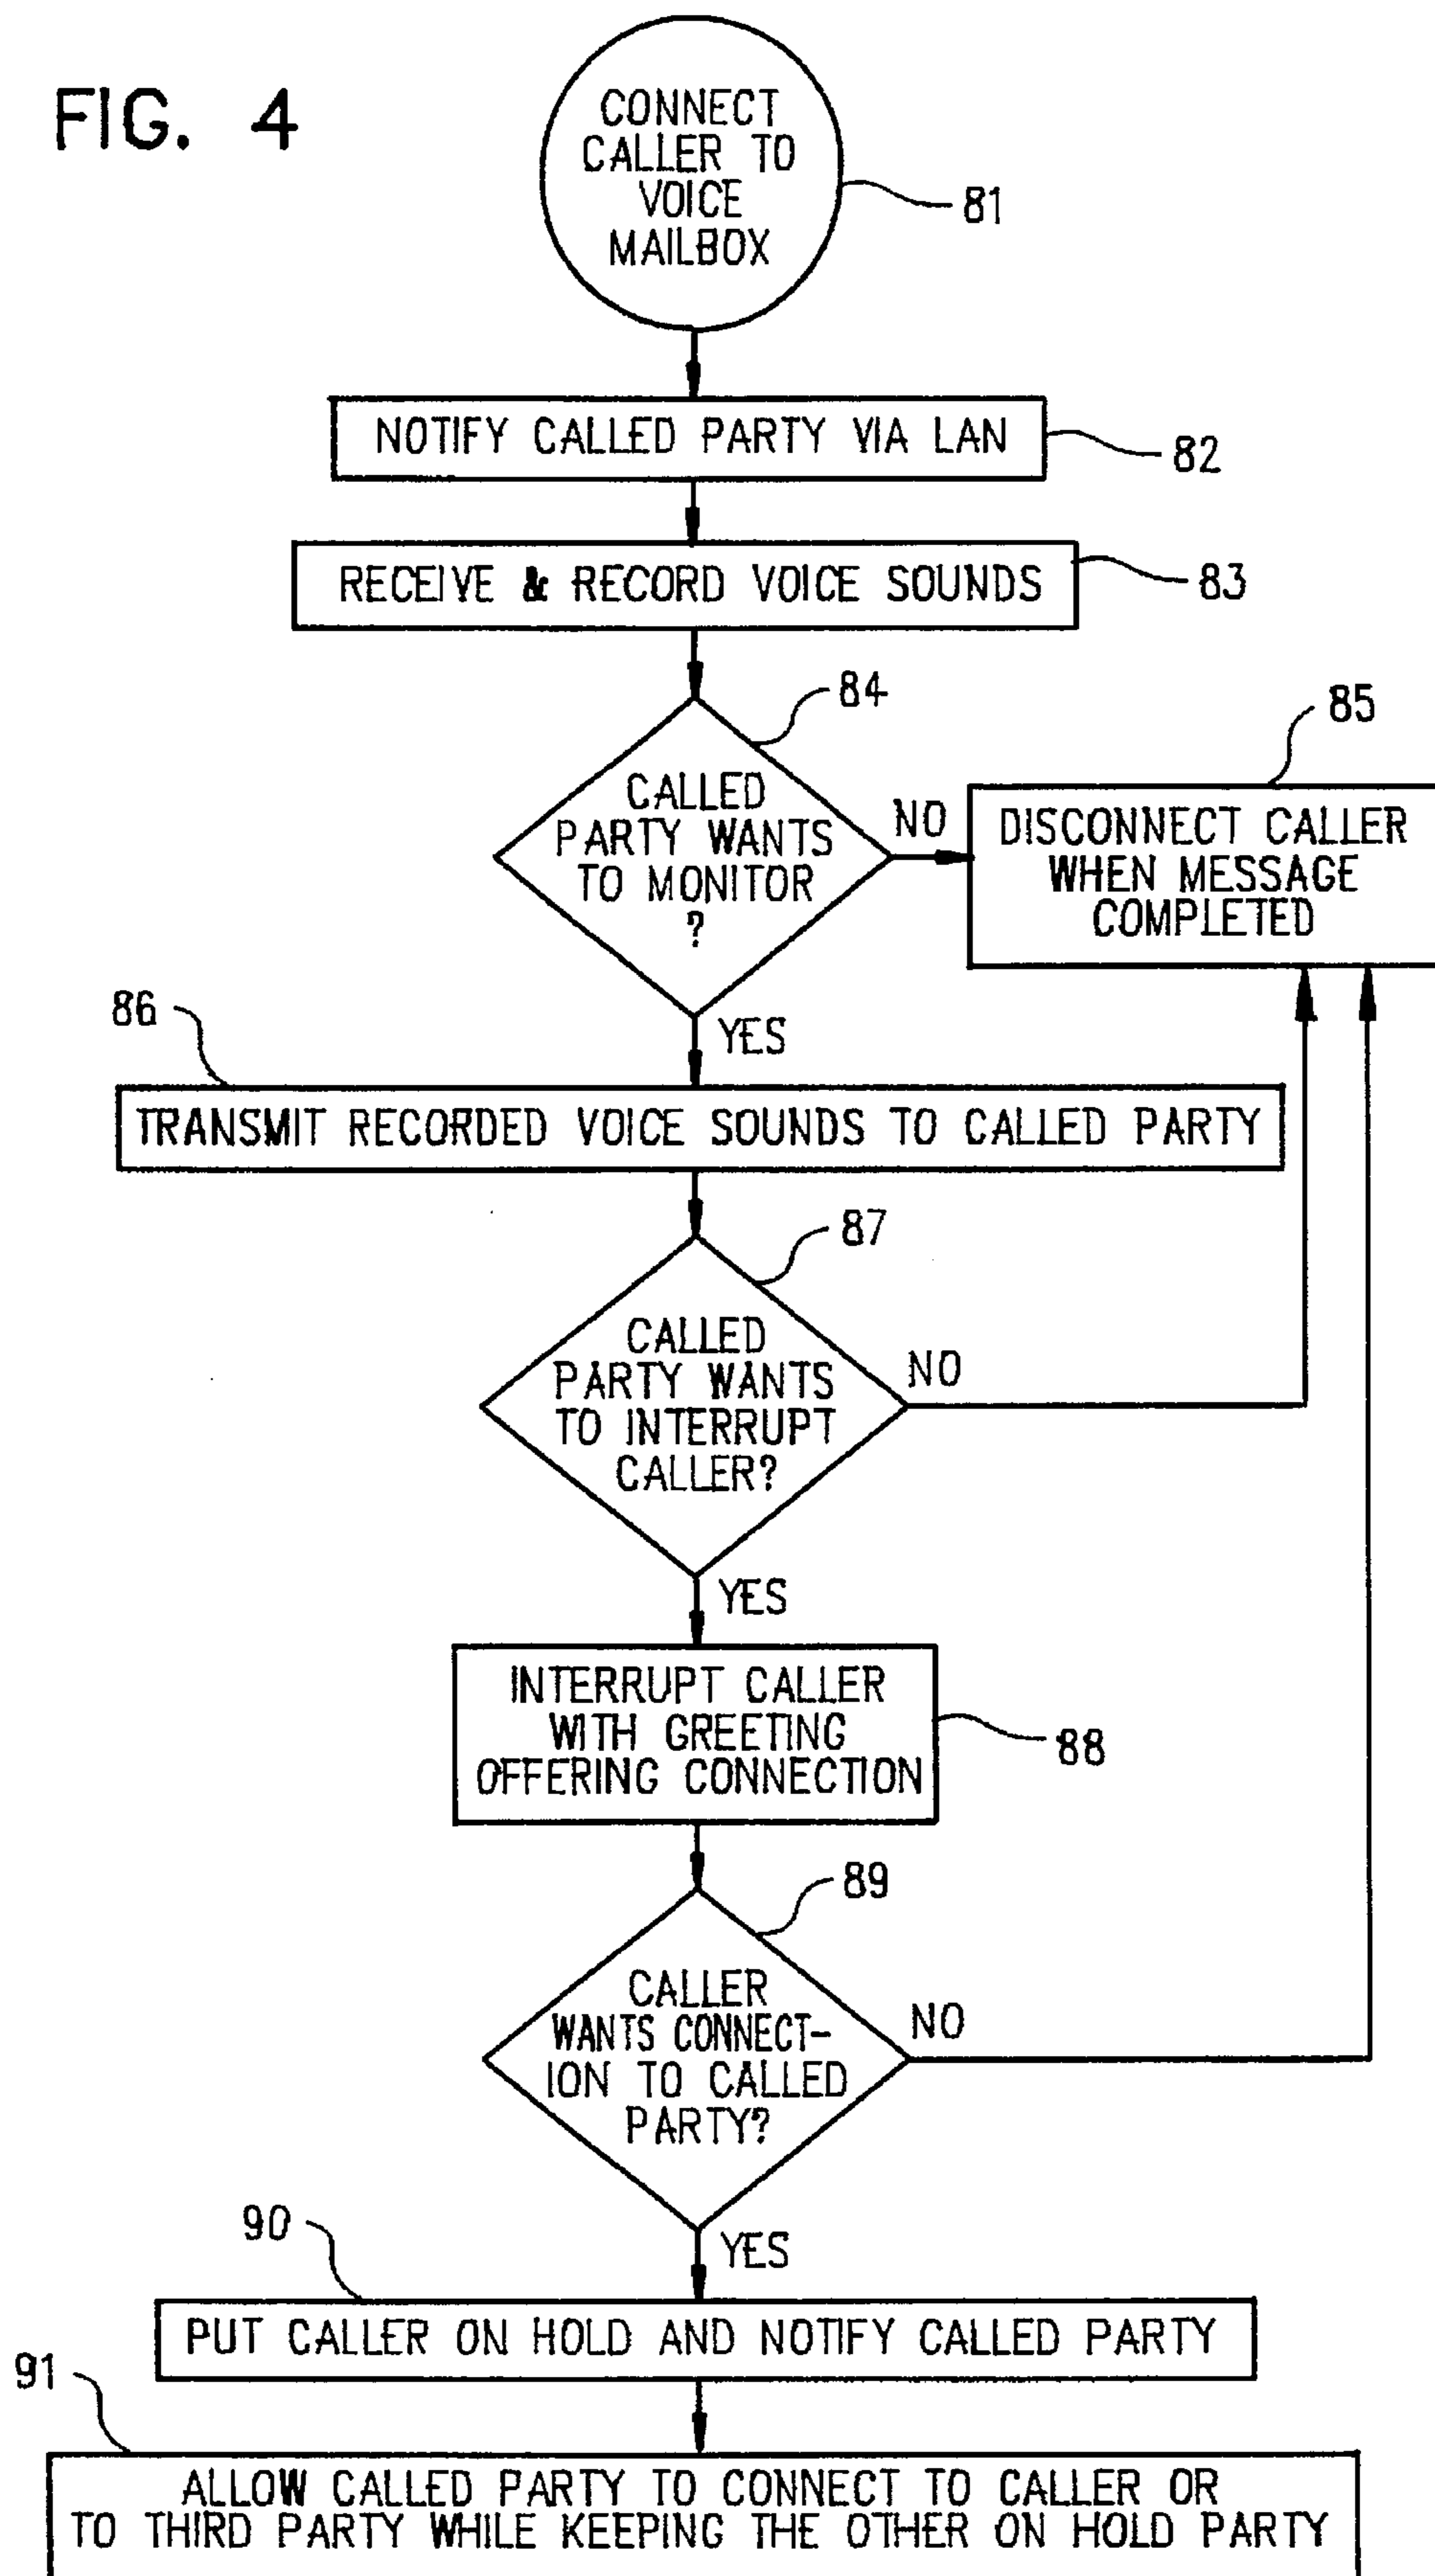 FIG. 4
CONNECT
CALLER TO
VOICE
MAILBOX
81
NOTIFY CALLED PARTY VIA LAN
82
RECEIVE & RECORD VOICE SOUNDS
83
84
CALLED
PARTY WANTS
TO MONITOR
?
NO
85
DISCONNECT CALLER
WHEN MESSAGE
COMPLETED
YES
86
TRANSMIT RECORDED VOICE SOUNDS TO CALLED PARTY
87
CALLED
PARTY WANTS
TO INTERRUPT
CALLER?
NO
YES
INTERRUPT CALLER
WITH GREETING
OFFERING CONNECTION
88
89
CALLER
WANTS CONNECT-
ION TO CALLED
PARTY?
NO
YES
90
PUT CALLER ON HOLD AND NOTIFY CALLED PARTY
91
ALLOW CALLED PARTY TO CONNECT TO CALLER OR
TO THIRD PARTY WHILE KEEPING THE OTHER ON HOLD PARTY